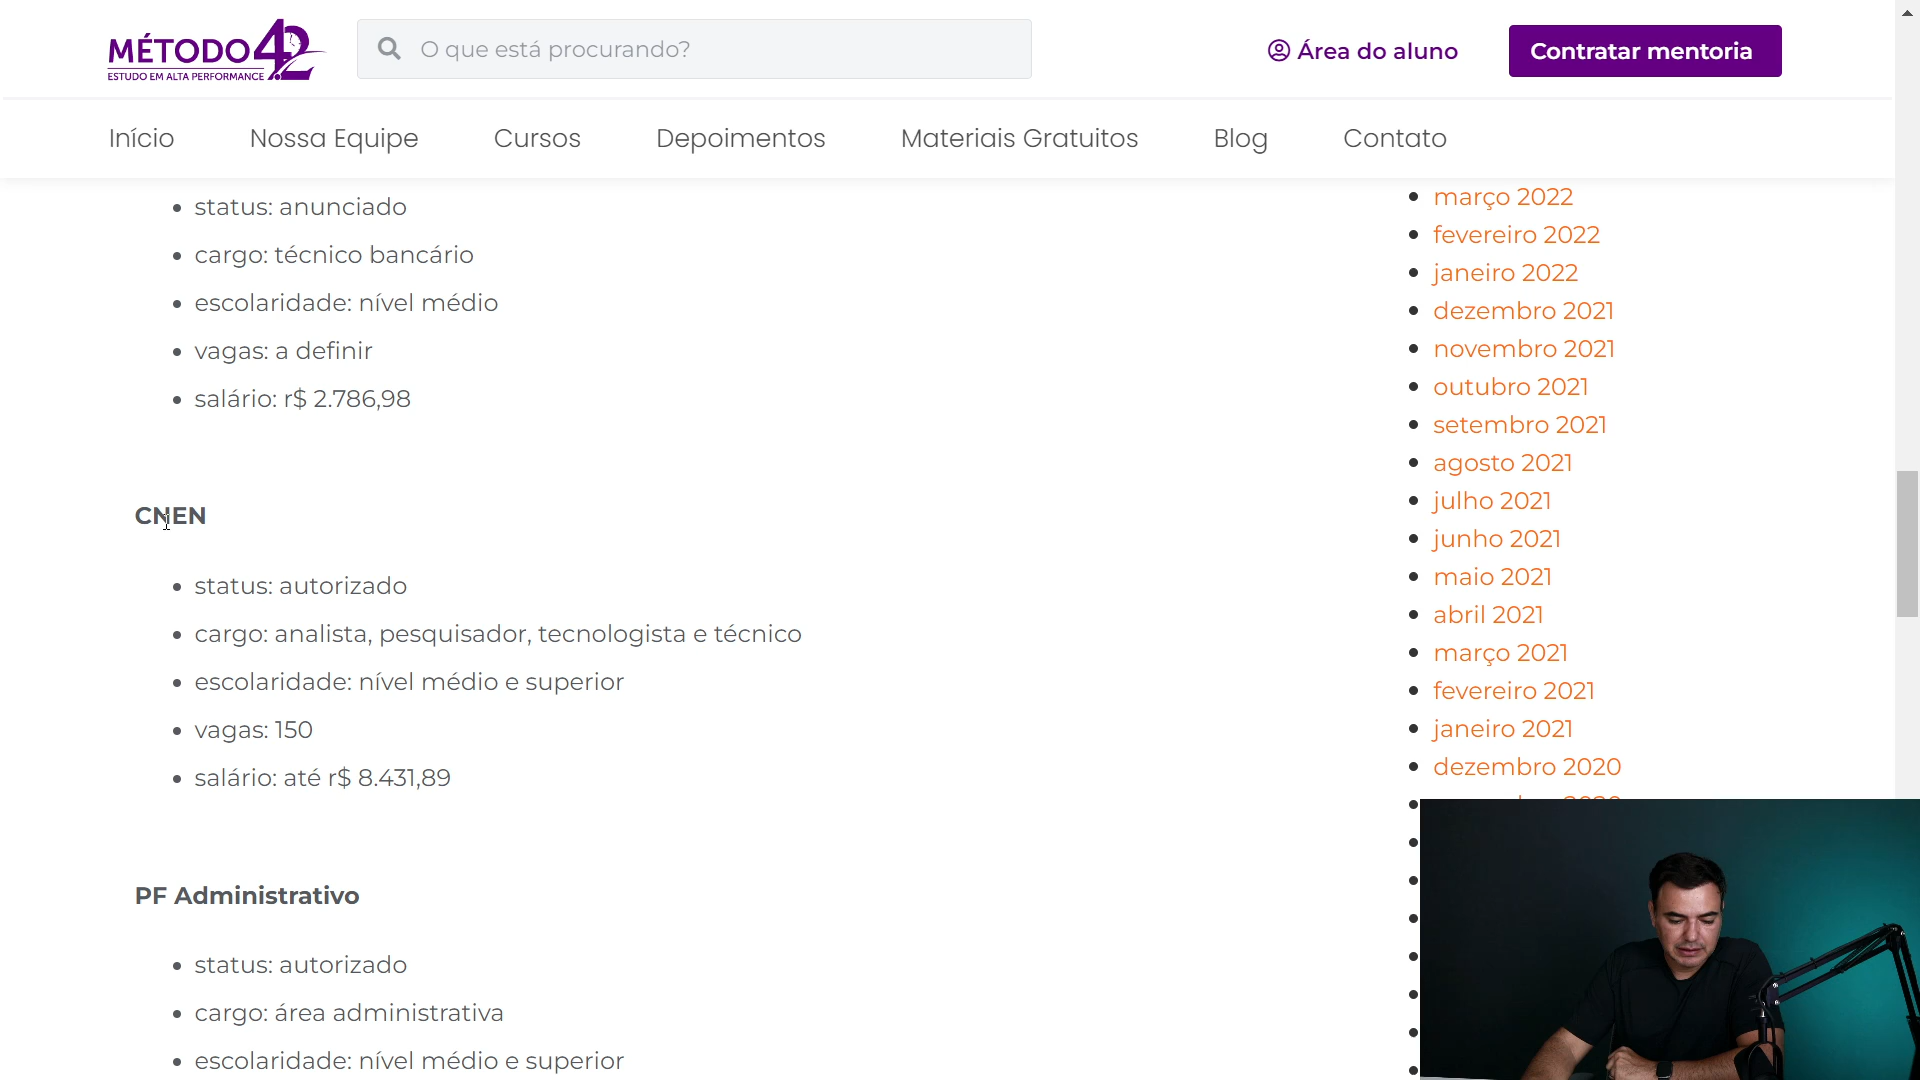 MÉTODO 4.2
ESTUDO EM ALTA PERFORMANCE
O que está procurando?
Área do aluno
Contratar mentoria
Início
Nossa Equipe
Cursos
Depoimentos
Materiais Gratuitos
Blog
Contato
status: anunciado
cargo: técnico bancário
escolaridade: nível médio
vagas: a definir
salário: r$ 2.786,98
CNEN
status: autorizado
cargo: analista, pesquisador, tecnologista e técnico
escolaridade: nível médio e superior
vagas: 150
salário: até r$ 8.431,89
PF Administrativo
status: autorizado
cargo: área administrativa
escolaridade: nível médio e superior
março 2022
fevereiro 2022
janeiro 2022
dezembro 2021
novembro 2021
outubro 2021
setembro 2021
agosto 2021
julho 2021
junho 2021
maio 2021
abril 2021
março 2021
fevereiro 2021
janeiro 2021
dezembro 2020